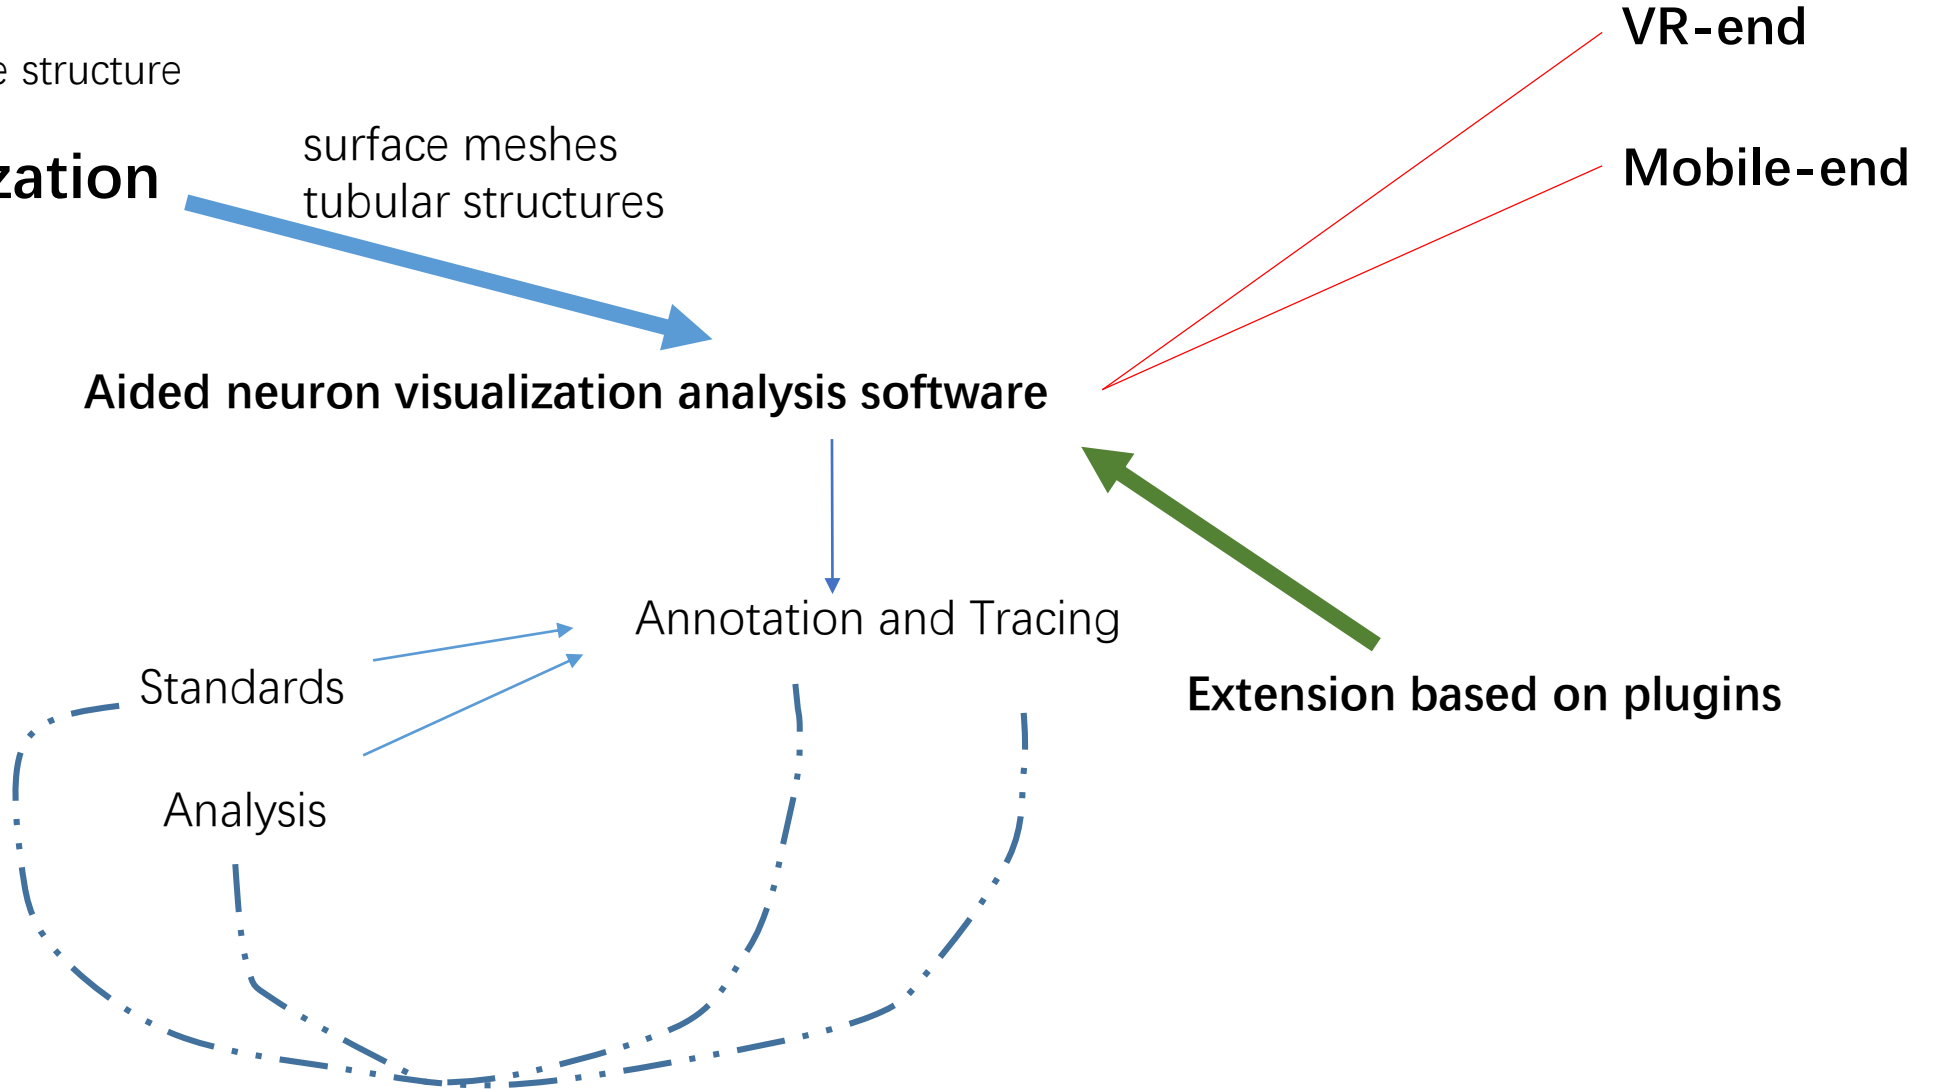 VR-end
structure
surface meshes
zation
Mobile-end
tubular structures
Aided neuron visualization analysis software
Annotation and Tracing
Standards
Extension based on plugins
Analysis